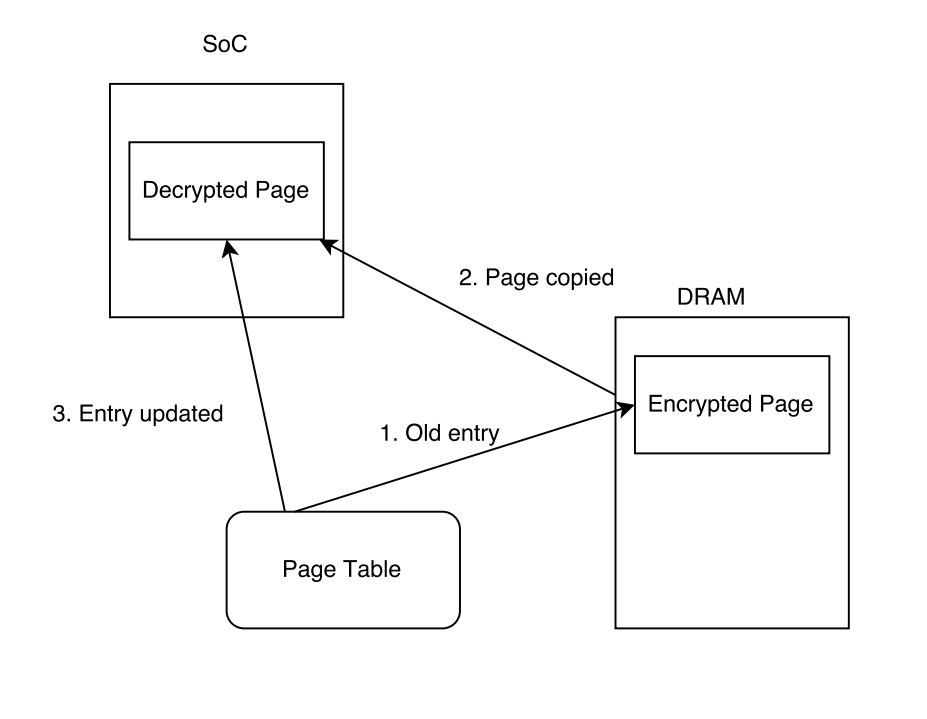 SoC
Decrypted Page
2. Page copied
DRAM
Encrypted Page
3. Entry updated
1. Old entry
Page Table